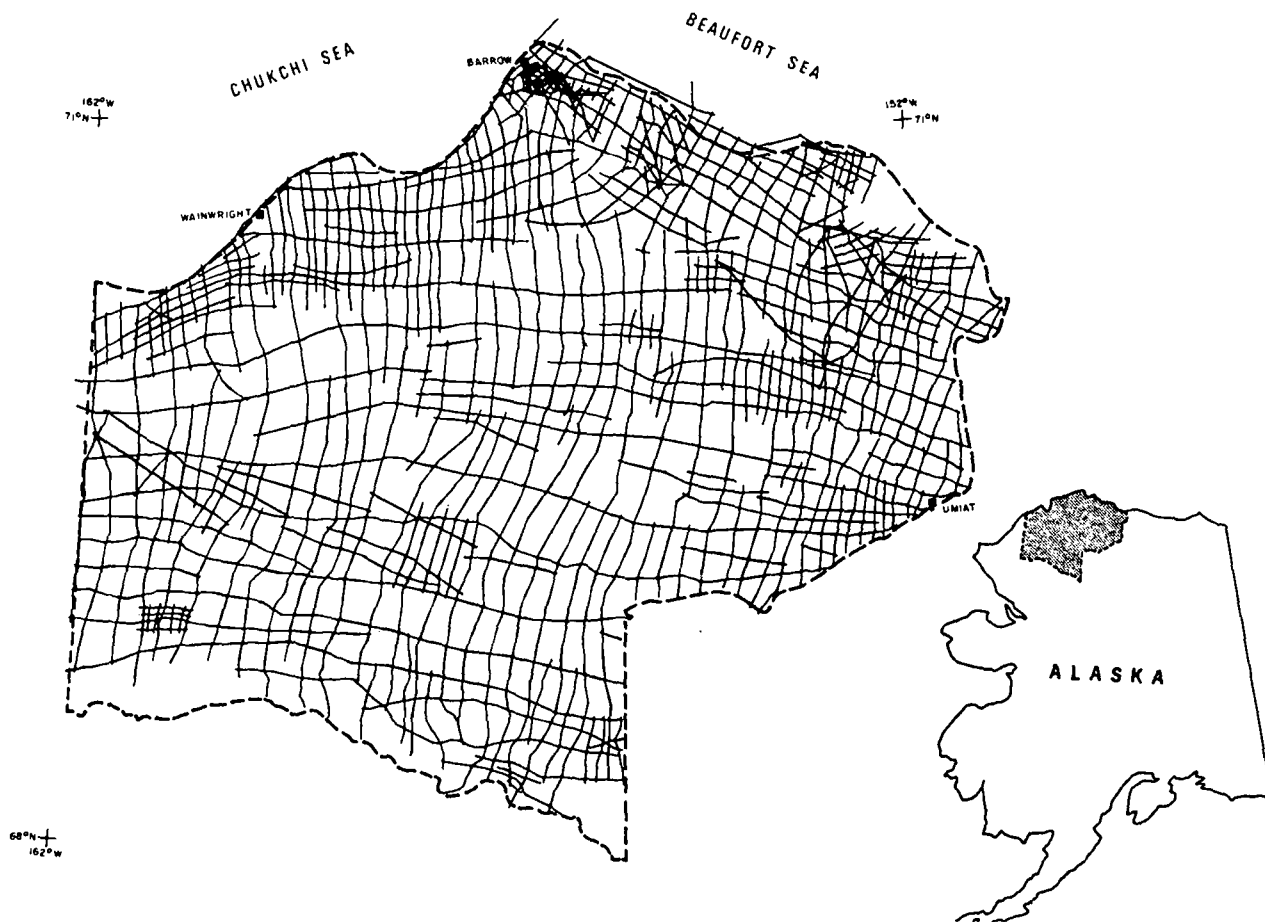 CHUKCHI SEA
BEAUFORT SEA
BARROW
162°W
71°N
152°W
71°N
WAINWRIGHT
UMIAT
ALASKA
68°N
162°W